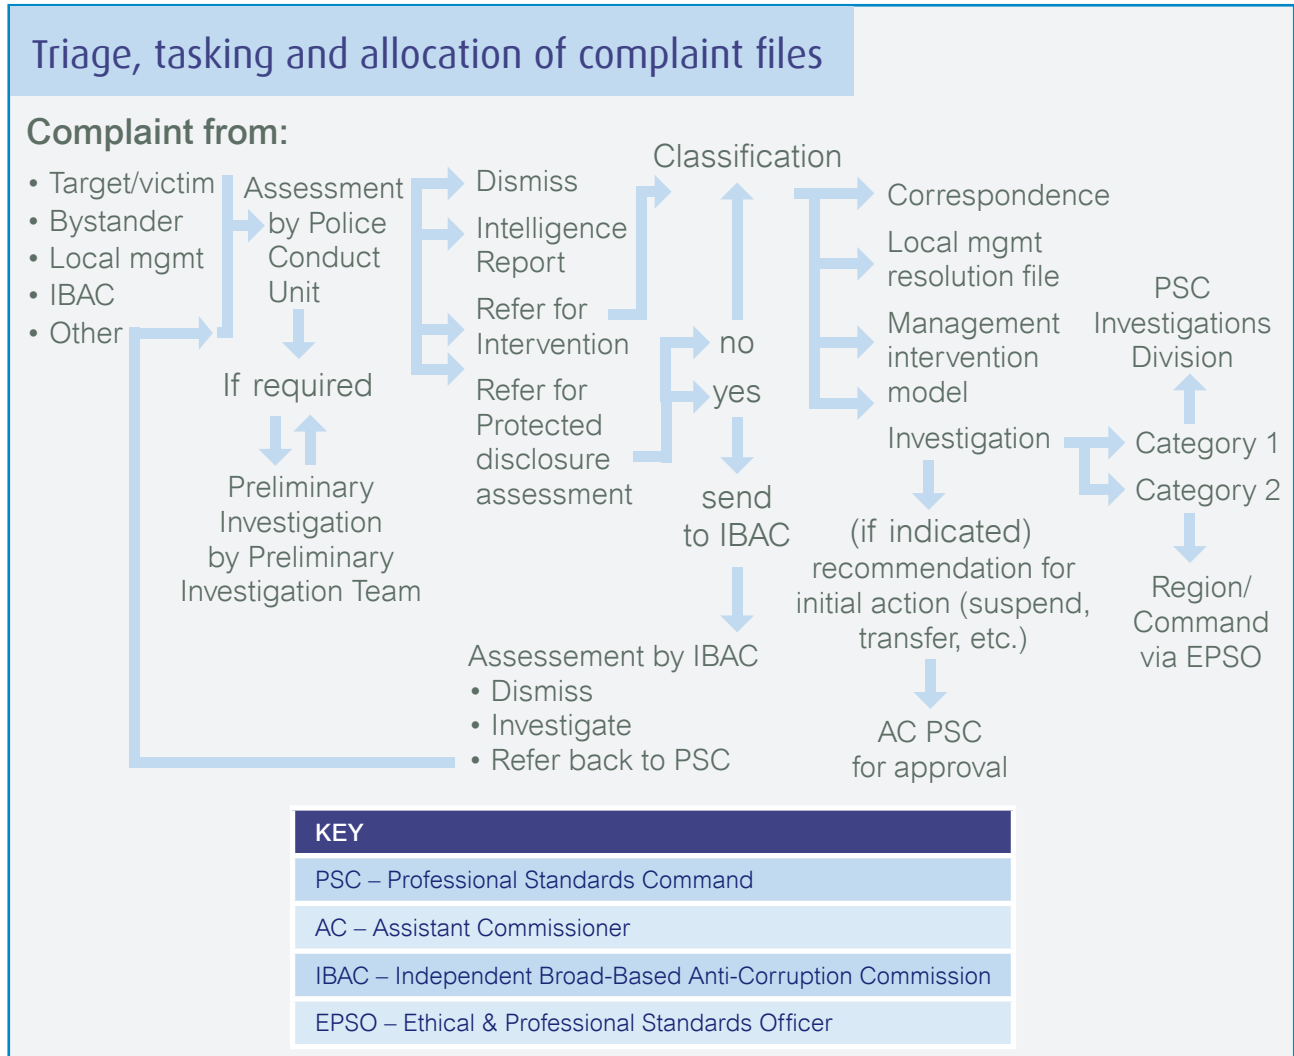 Triage, tasking and allocation of complaint files
Complaint from:
• Target/victim
• Bystander
• Local mgmt
• IBAC
• Other
Assessment
by Police
Conduct
Unit
If required
Preliminary
Investigation
by Preliminary
Investigation Team
Dismiss
Intelligence
Report
Refer for
Intervention
Refer for
Protected
disclosure
assessment
Classification
no
yes
send
to IBAC
Assessement by IBAC
• Dismiss
• Investigate
• Refer back to PSC
Correspondence
Local mgmt
resolution file
Management
intervention
model
Investigation
(if indicated)
recommendation for
initial action (suspend,
transfer, etc.)
AC PSC
for approval
PSC
Investigations
Division
Category 1
Category 2
Region/
Command
via EPSO
KEY
PSC – Professional Standards Command
AC – Assistant Commissioner
IBAC – Independent Broad-Based Anti-Corruption Commission
EPSO – Ethical & Professional Standards Officer